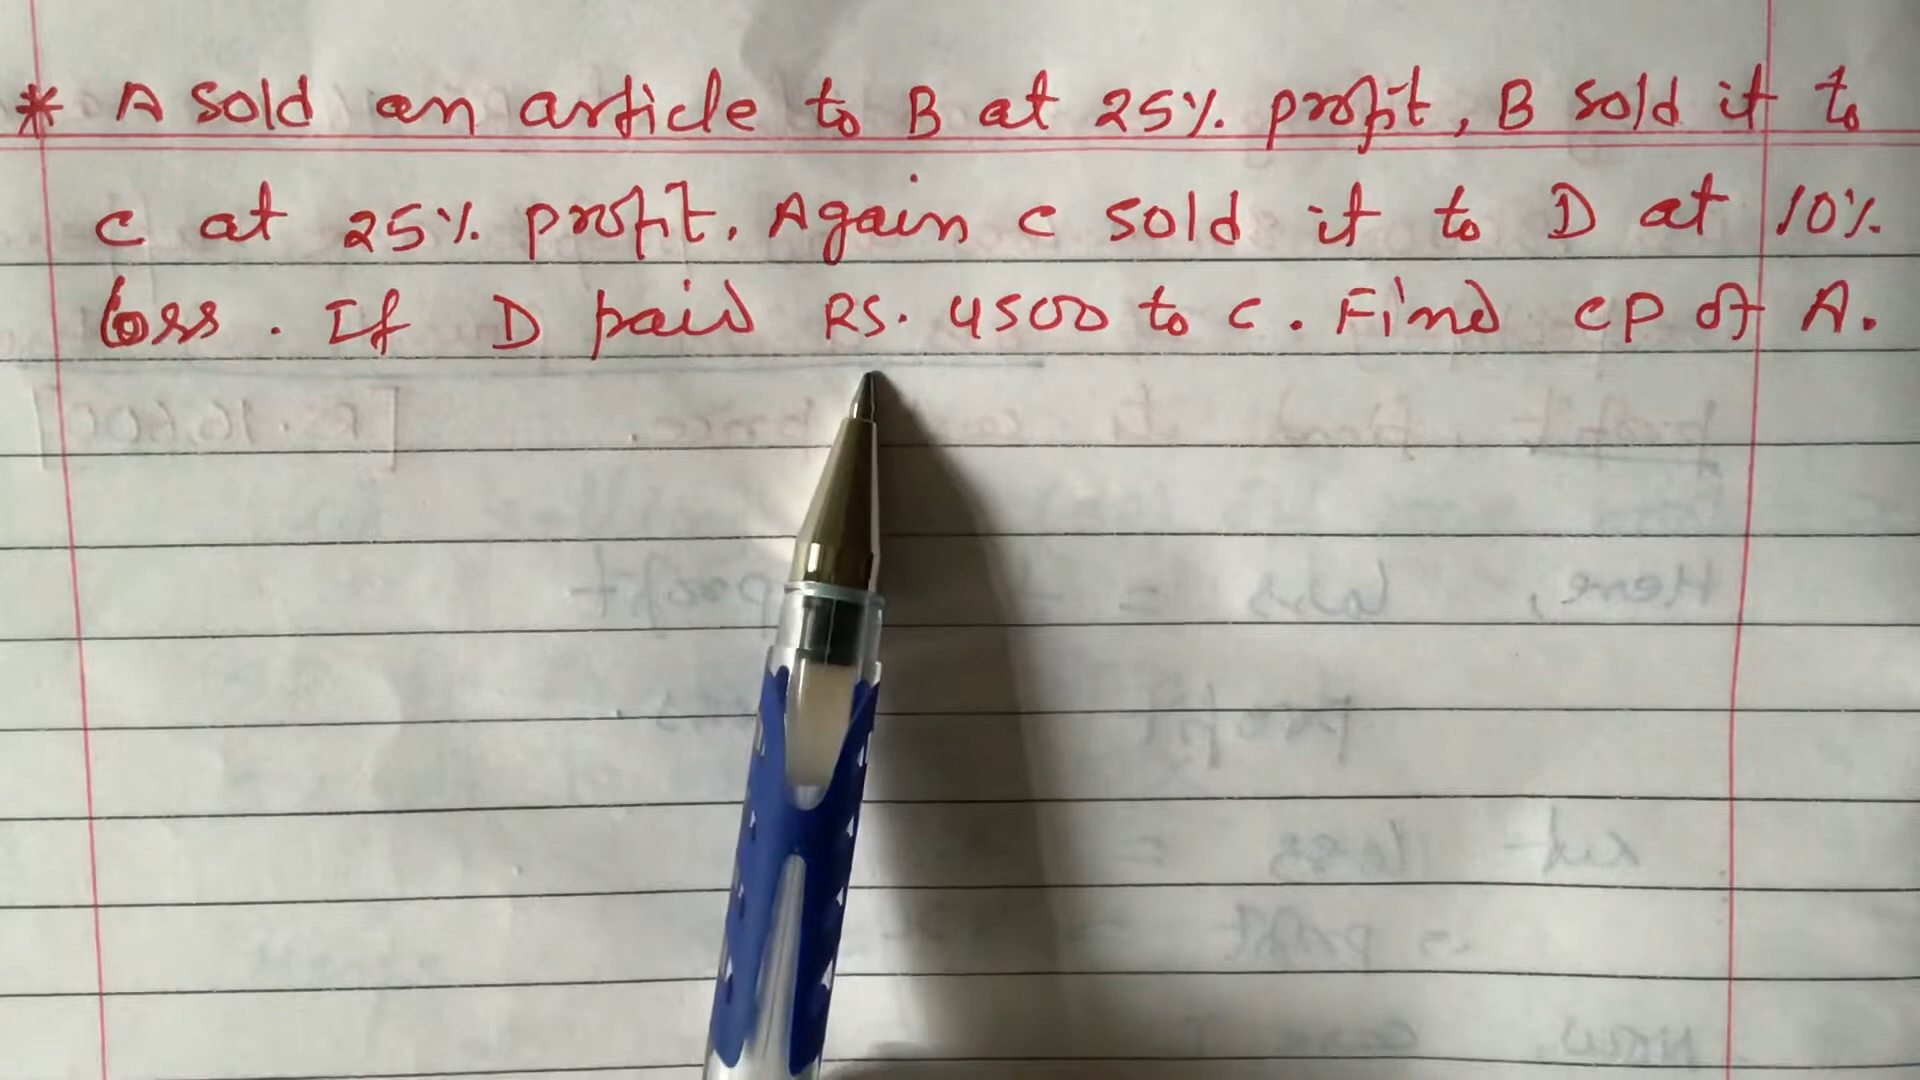 * A sold an article to B at 25% profit, B sold it to
C at 25% profit. Again C sold it to D at 10%
loss. If D paid RS. 4500 to C. Find CP of A.